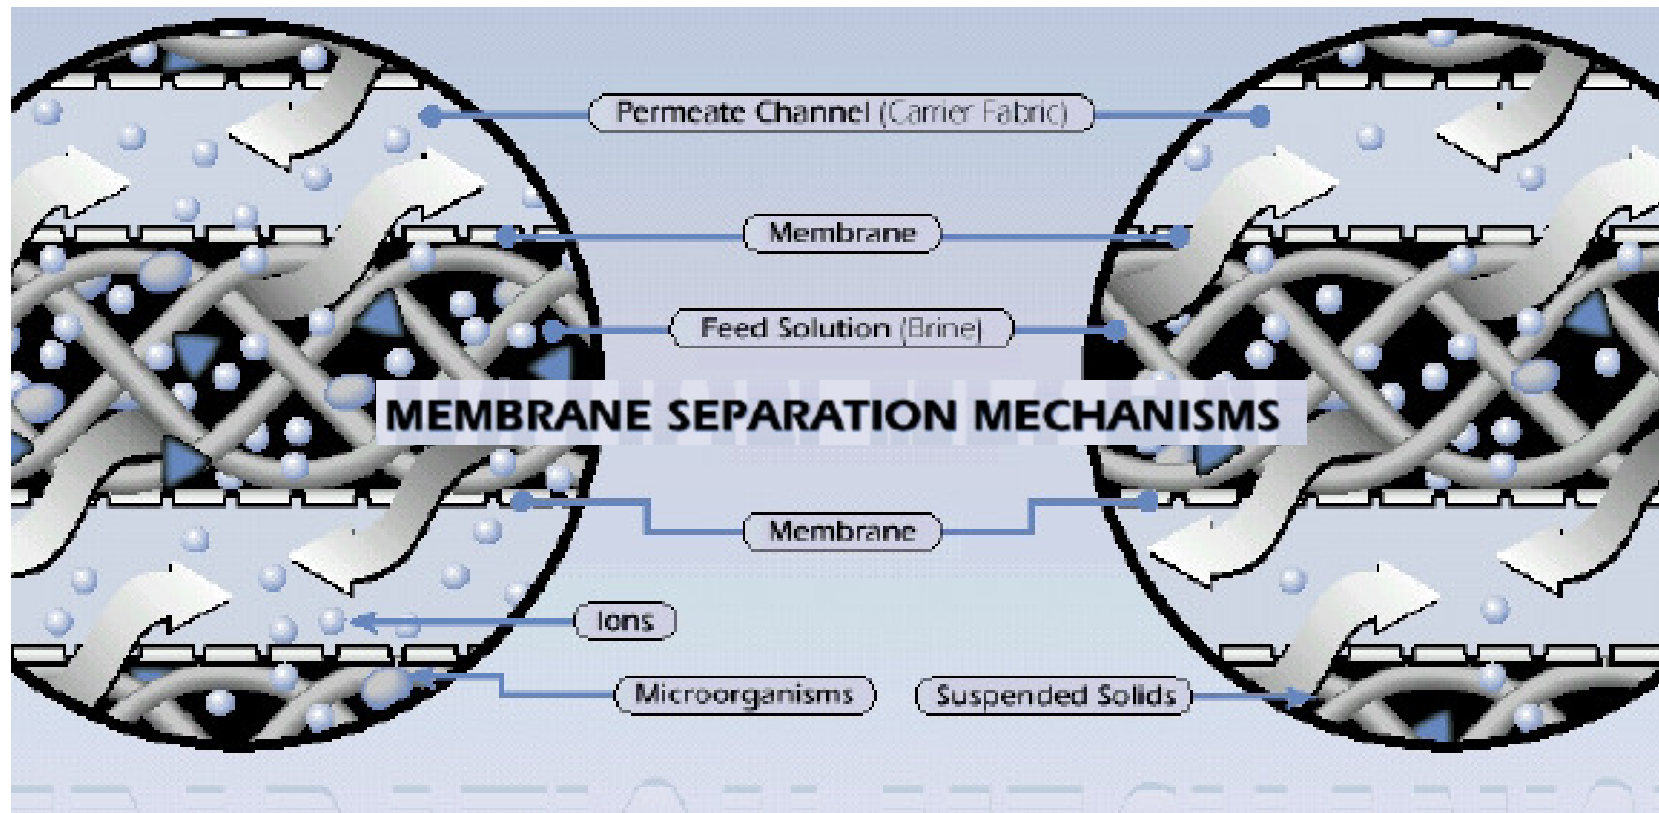 Permeate Channel (Carrier Fabric)
Membrane
Feed Solution (Brine)
MEMBRANE SEPARATION MECHANISMS
Membrane
Ions
Microorganisms
Suspended Solids